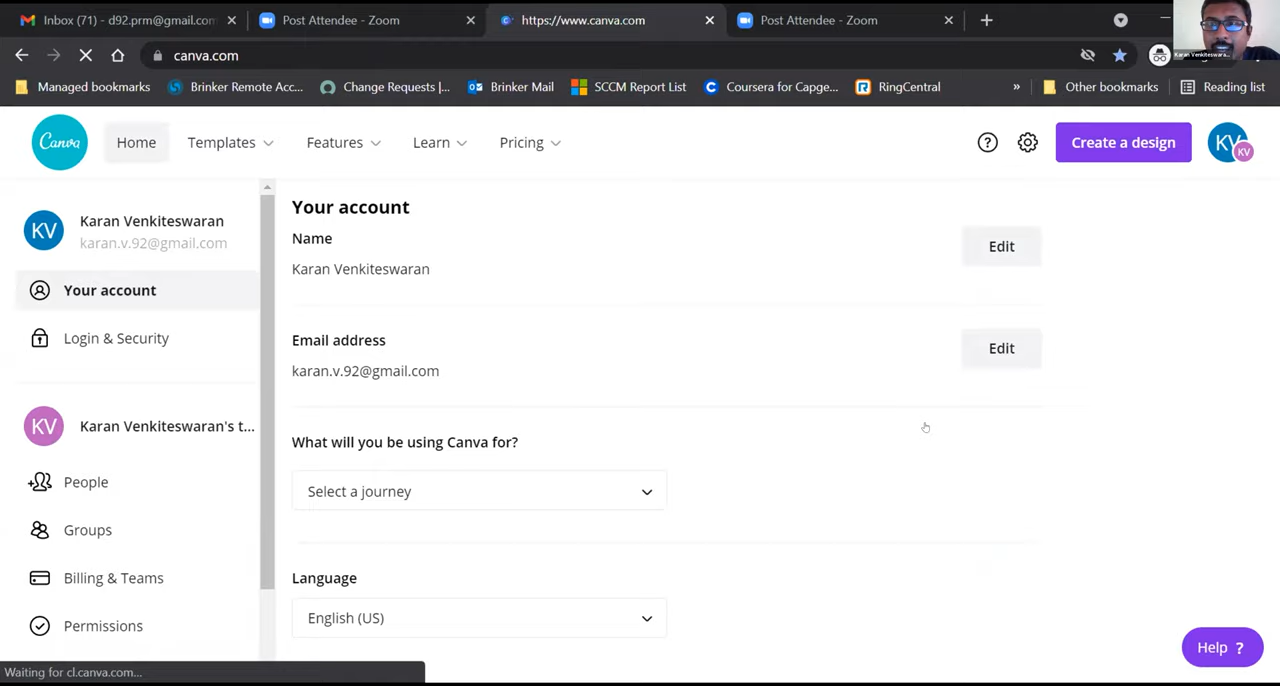 Inbox (71) - d92.prm@gmail.com
Post Attendee - Zoom
https://www.canva.com
Post Attendee - Zoom
canva.com
Managed bookmarks
Brinker Remote Acc...
Change Requests |...
Brinker Mail
SCCM Report List
Coursera for Capge...
RingCentral
»
Other bookmarks
Reading list
Canva
Home
Templates
Features
Learn
Pricing
?
Create a design
KV
KV
KV
Karan Venkiteswaran
karan.v.92@gmail.com
Your account
Login & Security
KV
Karan Venkiteswaran's t...
People
Groups
Billing & Teams
Permissions
Your account
Name
Karan Venkiteswaran
Edit
Email address
karan.v.92@gmail.com
Edit
What will you be using Canva for?
Select a journey
Language
English (US)
Help ?
Waiting for cl.canva.com...